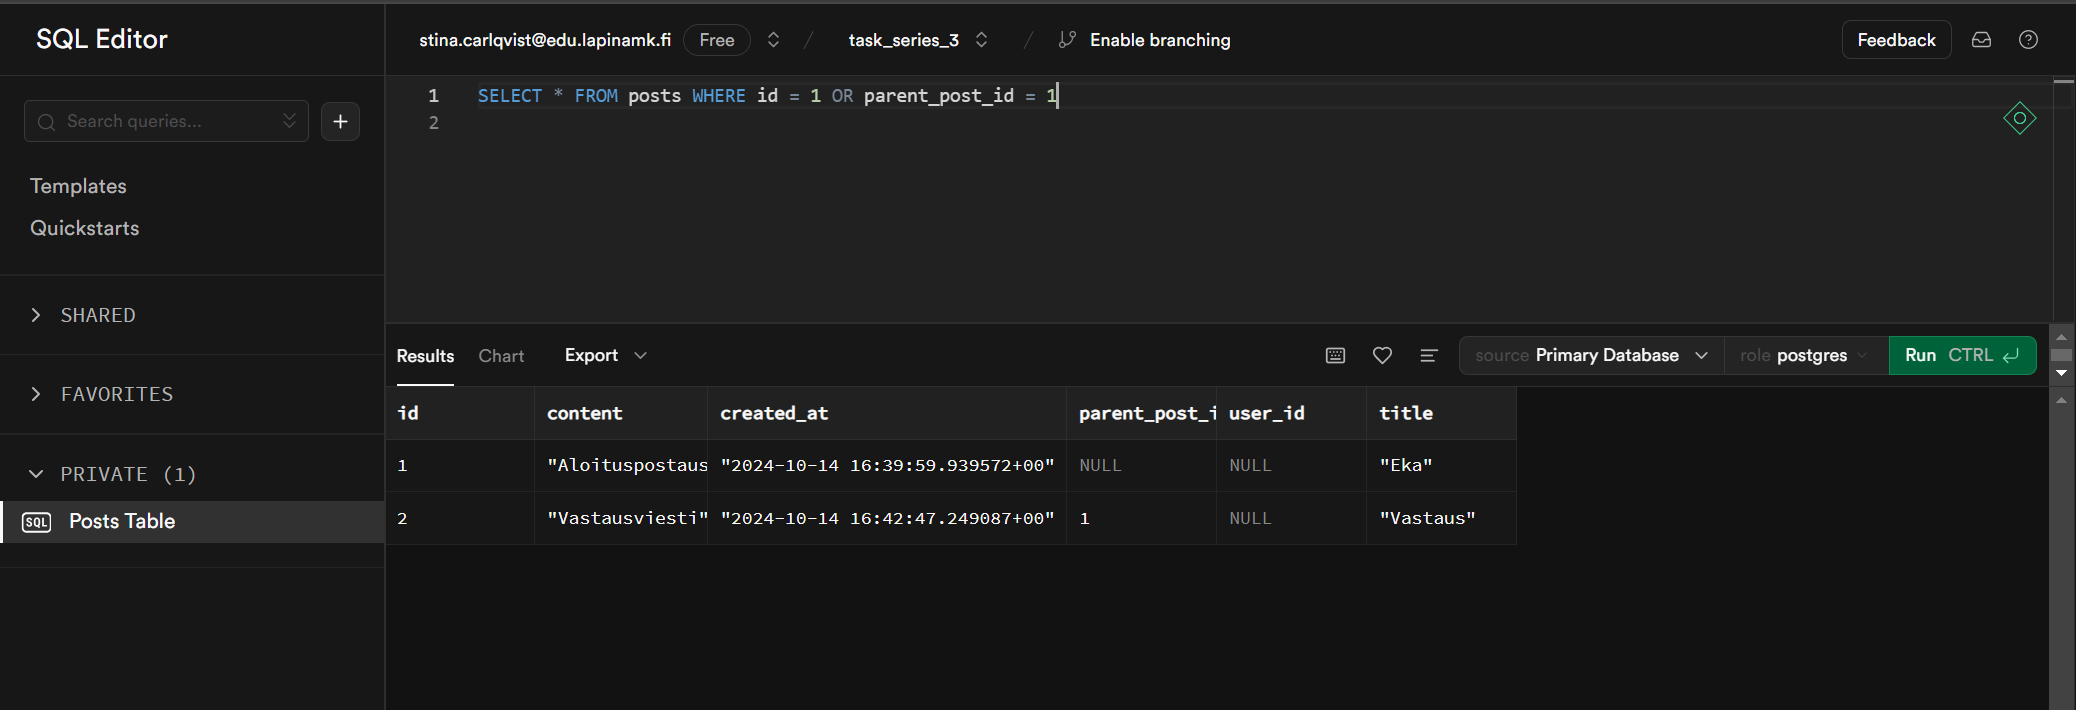 SQL Editor
stina.carlqvist@edu.lapinamk.fi Free / task_series_3 / Enable branching Feedback
Search queries...
Templates
Quickstarts
SHARED
FAVORITES
PRIVATE (1)
SQL Posts Table
1 SELECT * FROM posts WHERE id = 1 OR parent_post_id = 1
2
Results Chart Export source Primary Database role postgres Run CTRL
id content created_at parent_post_i user_id title
1 "Aloituspostaus "2024-10-14 16:39:59.939572+00" NULL NULL "Eka"
2 "Vastausviesti" "2024-10-14 16:42:47.249087+00" 1 NULL "Vastaus"